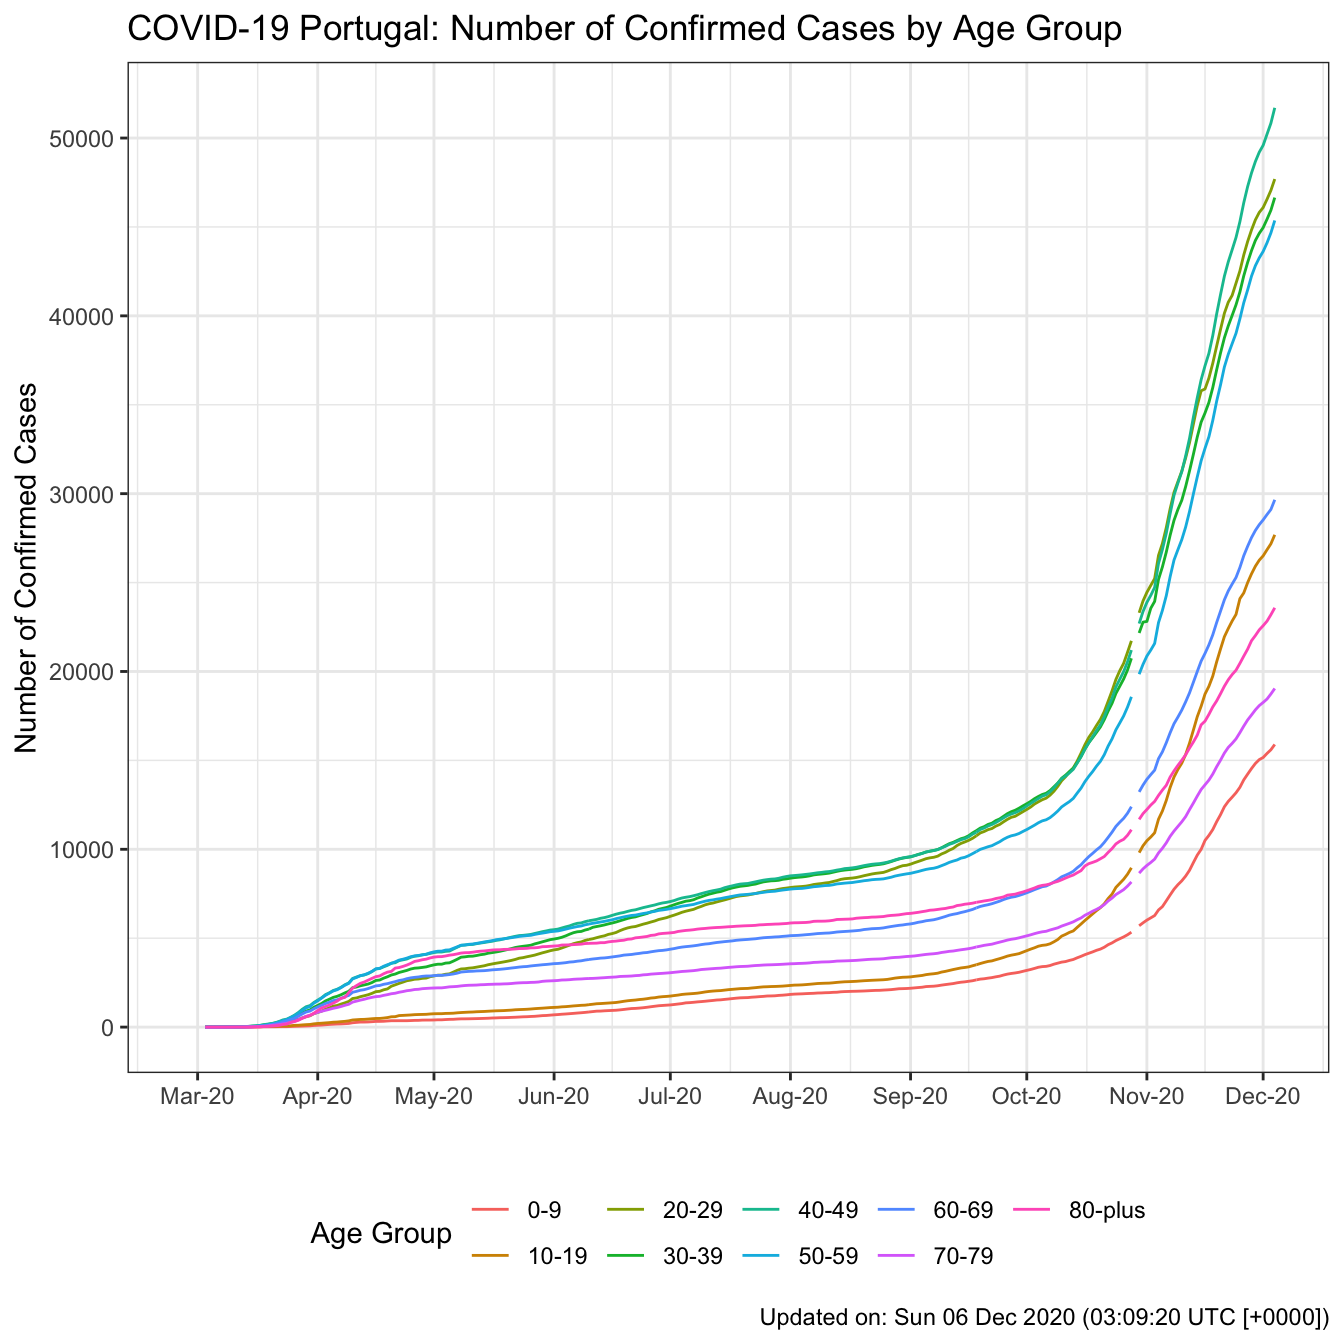 COVID-19 Portugal: Number of Confirmed Cases by Age Group
Number of Confirmed Cases
50000
40000
30000
20000
10000
0
Mar-20 Apr-20 May-20 Jun-20 Jul-20 Aug-20 Sep-20 Oct-20 Nov-20 Dec-20
Age Group
0-9 20-29 40-49 60-69 80-plus
10-19 30-39 50-59 70-79
Updated on: Sun 06 Dec 2020 (03:09:20 UTC [+0000])